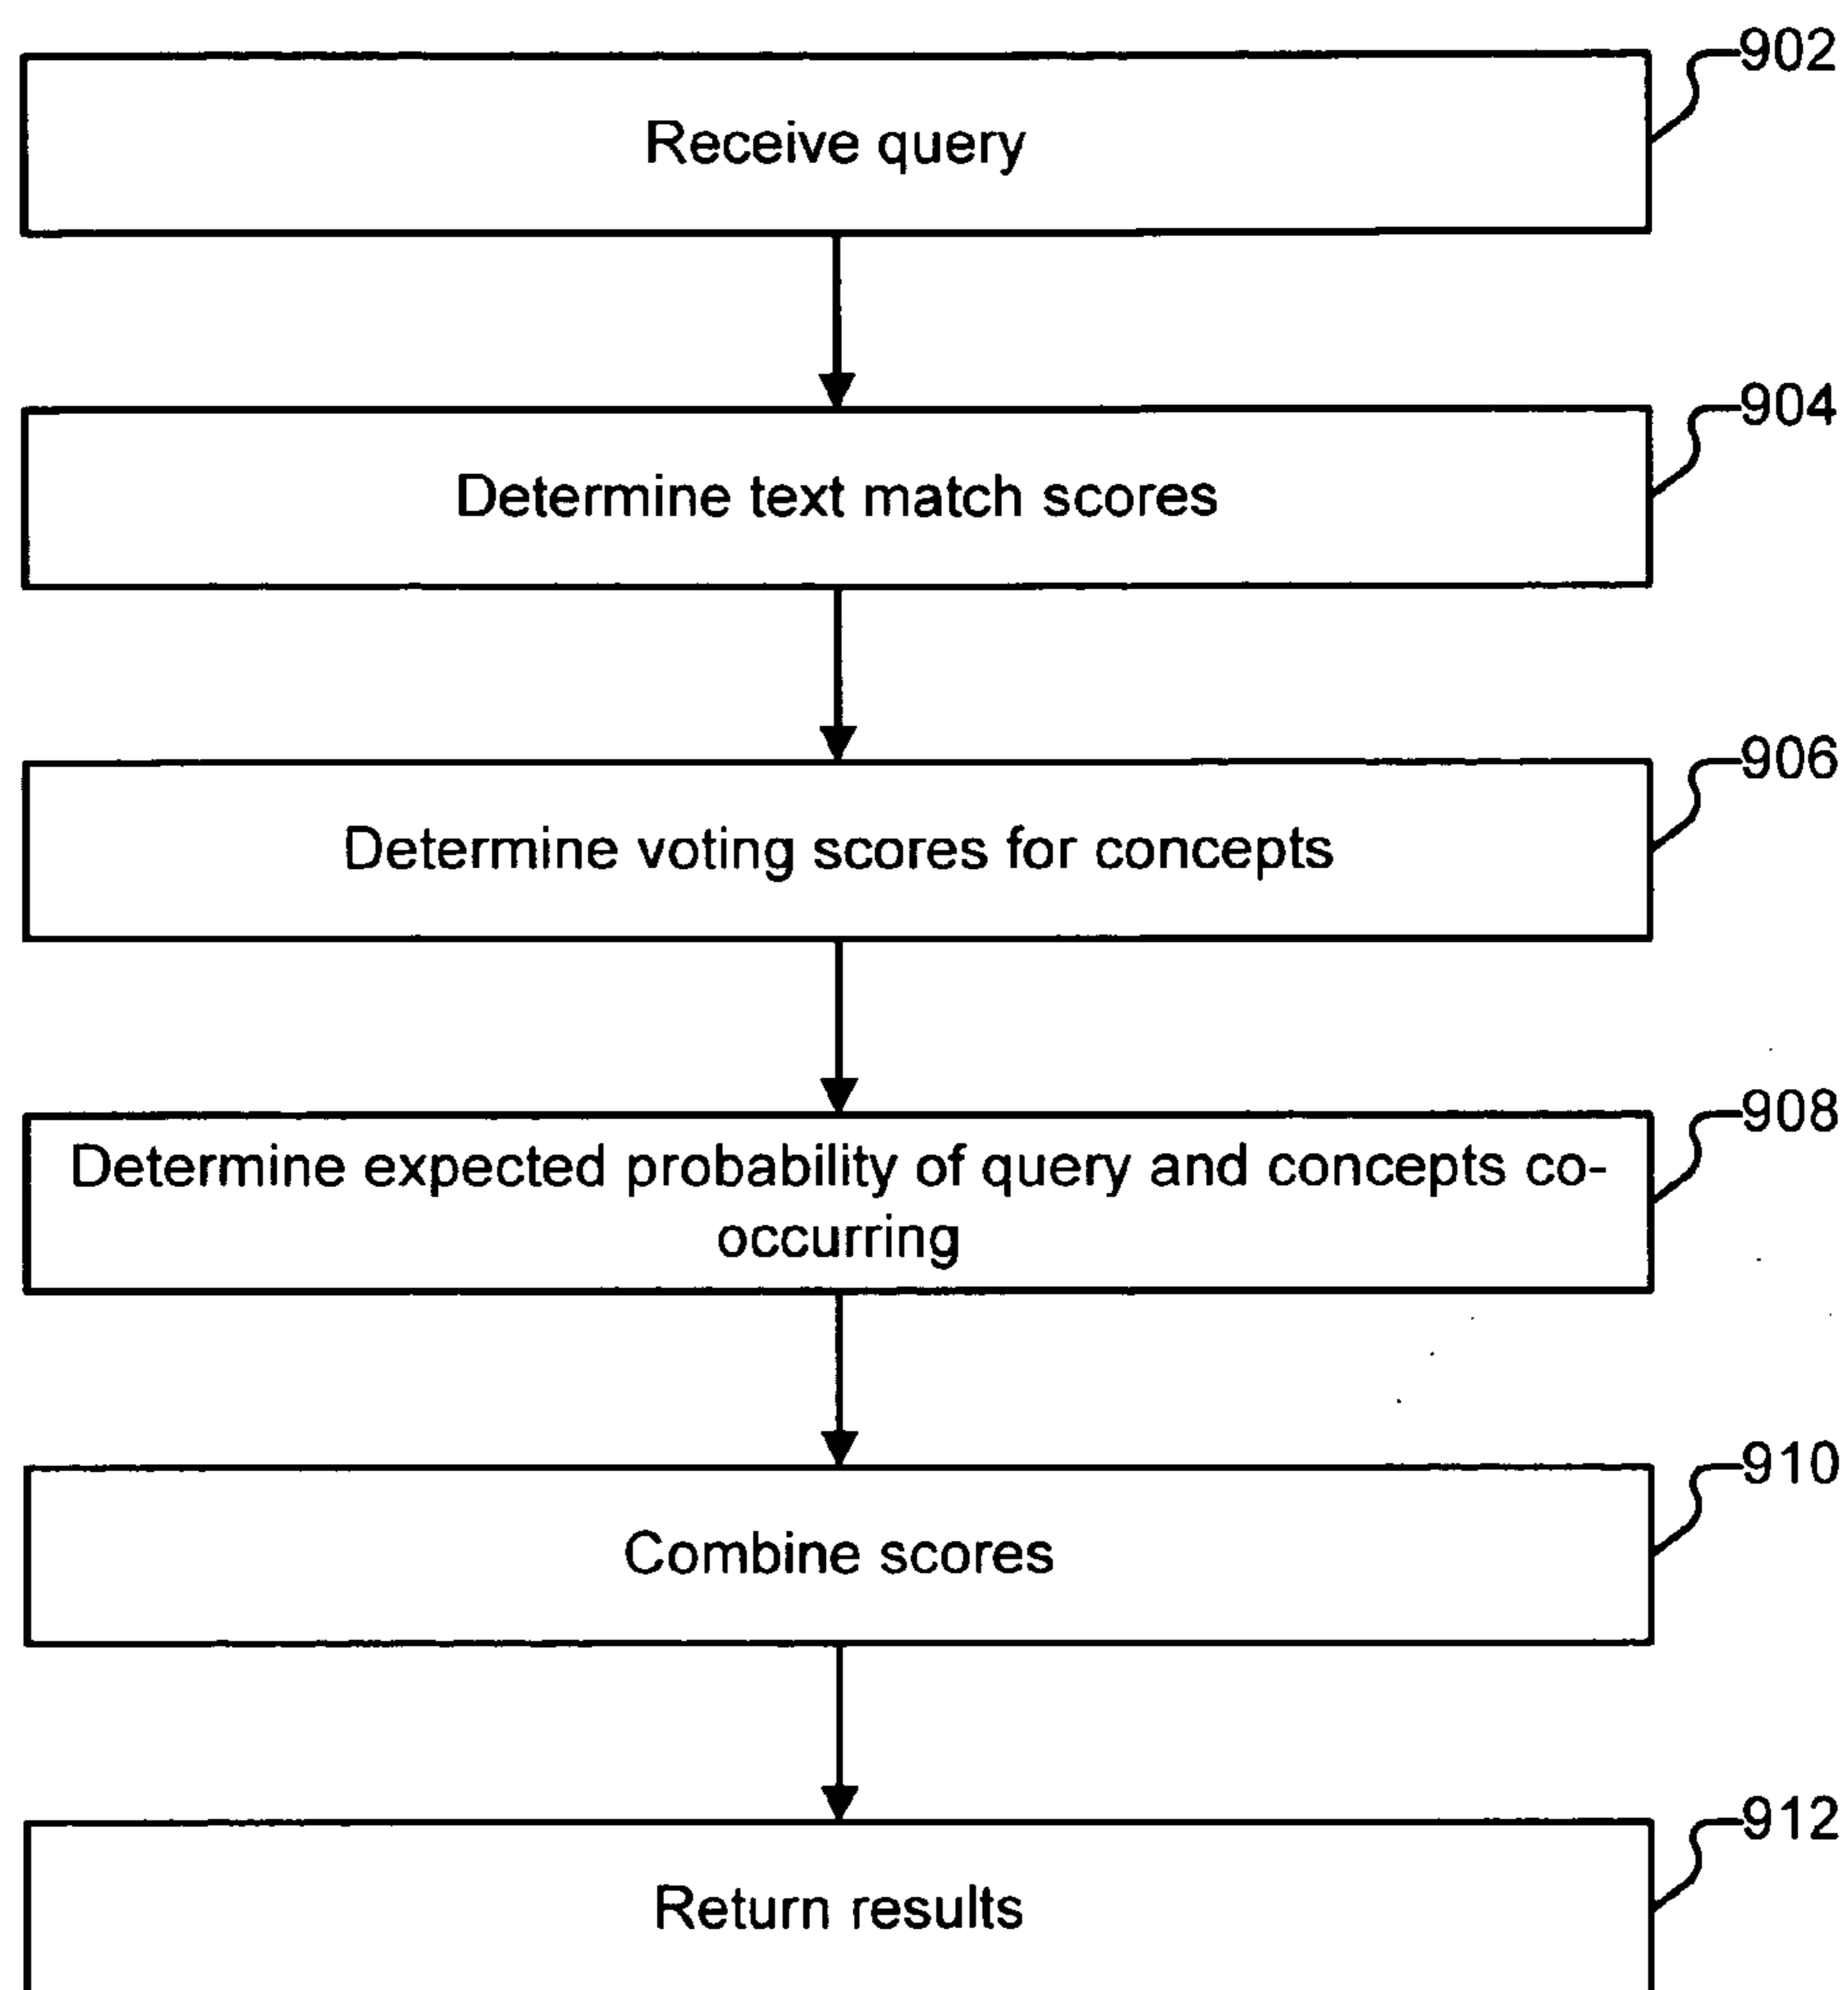 902
Receive query
904
Determine text match scores
906
Determine voting scores for concepts
908
Determine expected probability of query and concepts co-
occurring
910
Combine scores
912
Return results